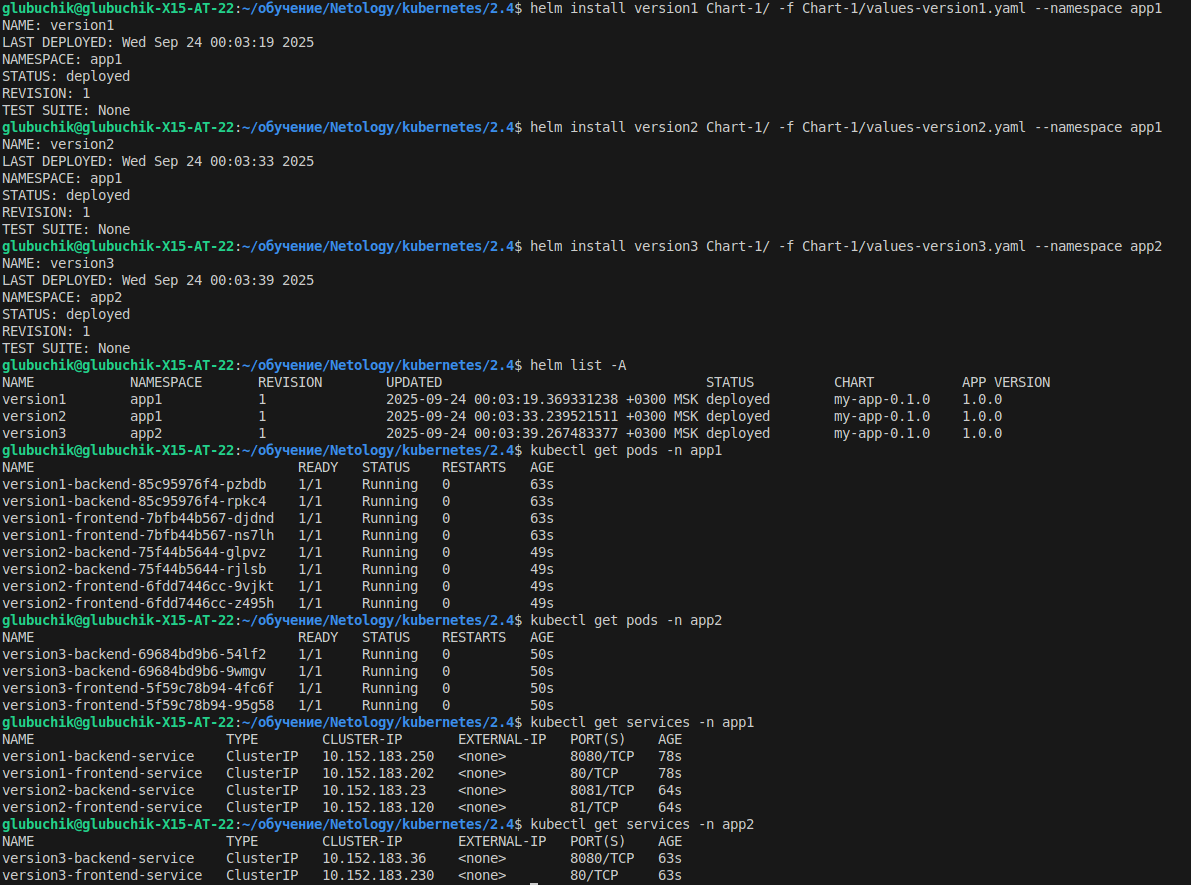 glubuchik@glubuchik-X15-AT-22:~/обучение/Netology/kubernetes/2.4$ helm install version1 Chart-1/ -f Chart-1/values-version1.yaml --namespace app1
NAME: version1
LAST DEPLOYED: Wed Sep 24 00:03:19 2025
NAMESPACE: app1
STATUS: deployed
REVISION: 1
TEST SUITE: None
glubuchik@glubuchik-X15-AT-22:~/обучение/Netology/kubernetes/2.4$ helm install version2 Chart-1/ -f Chart-1/values-version2.yaml --namespace app1
NAME: version2
LAST DEPLOYED: Wed Sep 24 00:03:33 2025
NAMESPACE: app1
STATUS: deployed
REVISION: 1
TEST SUITE: None
glubuchik@glubuchik-X15-AT-22:~/обучение/Netology/kubernetes/2.4$ helm install version3 Chart-1/ -f Chart-1/values-version3.yaml --namespace app2
NAME: version3
LAST DEPLOYED: Wed Sep 24 00:03:39 2025
NAMESPACE: app2
STATUS: deployed
REVISION: 1
TEST SUITE: None
glubuchik@glubuchik-X15-AT-22:~/обучение/Netology/kubernetes/2.4$ helm list -A
NAME NAMESPACE REVISION UPDATED STATUS CHART APP VERSION
version1 app1 1 2025-09-24 00:03:19.369331238 +0300 MSK deployed my-app-0.1.0 1.0.0
version2 app1 1 2025-09-24 00:03:33.239521511 +0300 MSK deployed my-app-0.1.0 1.0.0
version3 app2 1 2025-09-24 00:03:39.267483377 +0300 MSK deployed my-app-0.1.0 1.0.0
glubuchik@glubuchik-X15-AT-22:~/обучение/Netology/kubernetes/2.4$ kubectl get pods -n app1
NAME READY STATUS RESTARTS AGE
version1-backend-85c95976f4-pzbdb 1/1 Running 0 63s
version1-backend-85c95976f4-rpkc4 1/1 Running 0 63s
version1-frontend-7bfb44b567-djdnd 1/1 Running 0 63s
version1-frontend-7bfb44b567-ns7lh 1/1 Running 0 63s
version2-backend-75f44b5644-glpvz 1/1 Running 0 49s
version2-backend-75f44b5644-rjlsb 1/1 Running 0 49s
version2-frontend-6fdd7446cc-9vjkt 1/1 Running 0 49s
version2-frontend-6fdd7446cc-z495h 1/1 Running 0 49s
glubuchik@glubuchik-X15-AT-22:~/обучение/Netology/kubernetes/2.4$ kubectl get pods -n app2
NAME READY STATUS RESTARTS AGE
version3-backend-69684bd9b6-54lf2 1/1 Running 0 50s
version3-backend-69684bd9b6-9wmgv 1/1 Running 0 50s
version3-frontend-5f59c78b94-4fc6f 1/1 Running 0 50s
version3-frontend-5f59c78b94-95g58 1/1 Running 0 50s
glubuchik@glubuchik-X15-AT-22:~/обучение/Netology/kubernetes/2.4$ kubectl get services -n app1
NAME TYPE CLUSTER-IP EXTERNAL-IP PORT(S) AGE
version1-backend-service ClusterIP 10.152.183.250 <none> 8080/TCP 78s
version1-frontend-service ClusterIP 10.152.183.202 <none> 80/TCP 78s
version2-backend-service ClusterIP 10.152.183.23 <none> 8081/TCP 64s
version2-frontend-service ClusterIP 10.152.183.120 <none> 81/TCP 64s
glubuchik@glubuchik-X15-AT-22:~/обучение/Netology/kubernetes/2.4$ kubectl get services -n app2
NAME TYPE CLUSTER-IP EXTERNAL-IP PORT(S) AGE
version3-backend-service ClusterIP 10.152.183.36 <none> 8080/TCP 63s
version3-frontend-service ClusterIP 10.152.183.230 <none> 80/TCP 63s